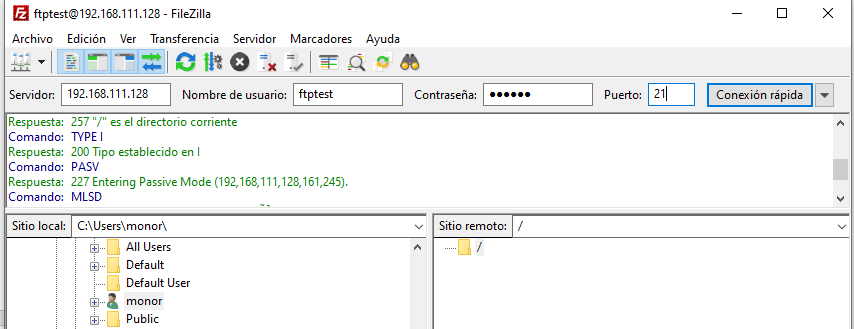 ftptest@192.168.111.128 - FileZilla
Archivo Edición Ver Transferencia Servidor Marcadores Ayuda
Servidor: 192.168.111.128 Nombre de usuario: ftptest Contraseña: ●●●●●● Puerto: 21 Conexión rápida
Respuesta: 257 "/" es el directorio corriente
Comando: TYPE I
Respuesta: 200 Tipo establecido en I
Comando: PASV
Respuesta: 227 Entering Passive Mode (192,168,111,128,161,245).
Comando: MLSD
Sitio local: C:\Users\monor\ Sitio remoto: /
All Users /
Default
Default User
monor
Public